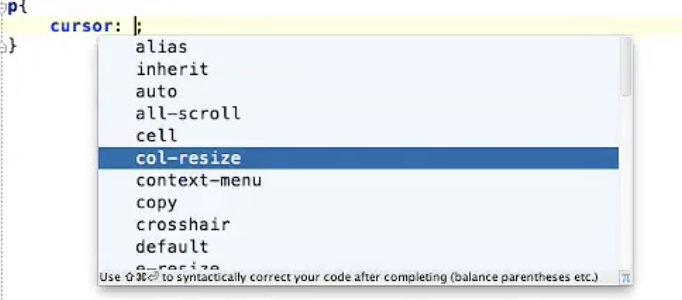 p{
cursor: ;
}
alias
inherit
auto
all-scroll
cell
col-resize
context-menu
copy
crosshair
default
e-resize
Use ⇧⌘⏎ to syntactically correct your code after completing (balance parentheses etc.) π